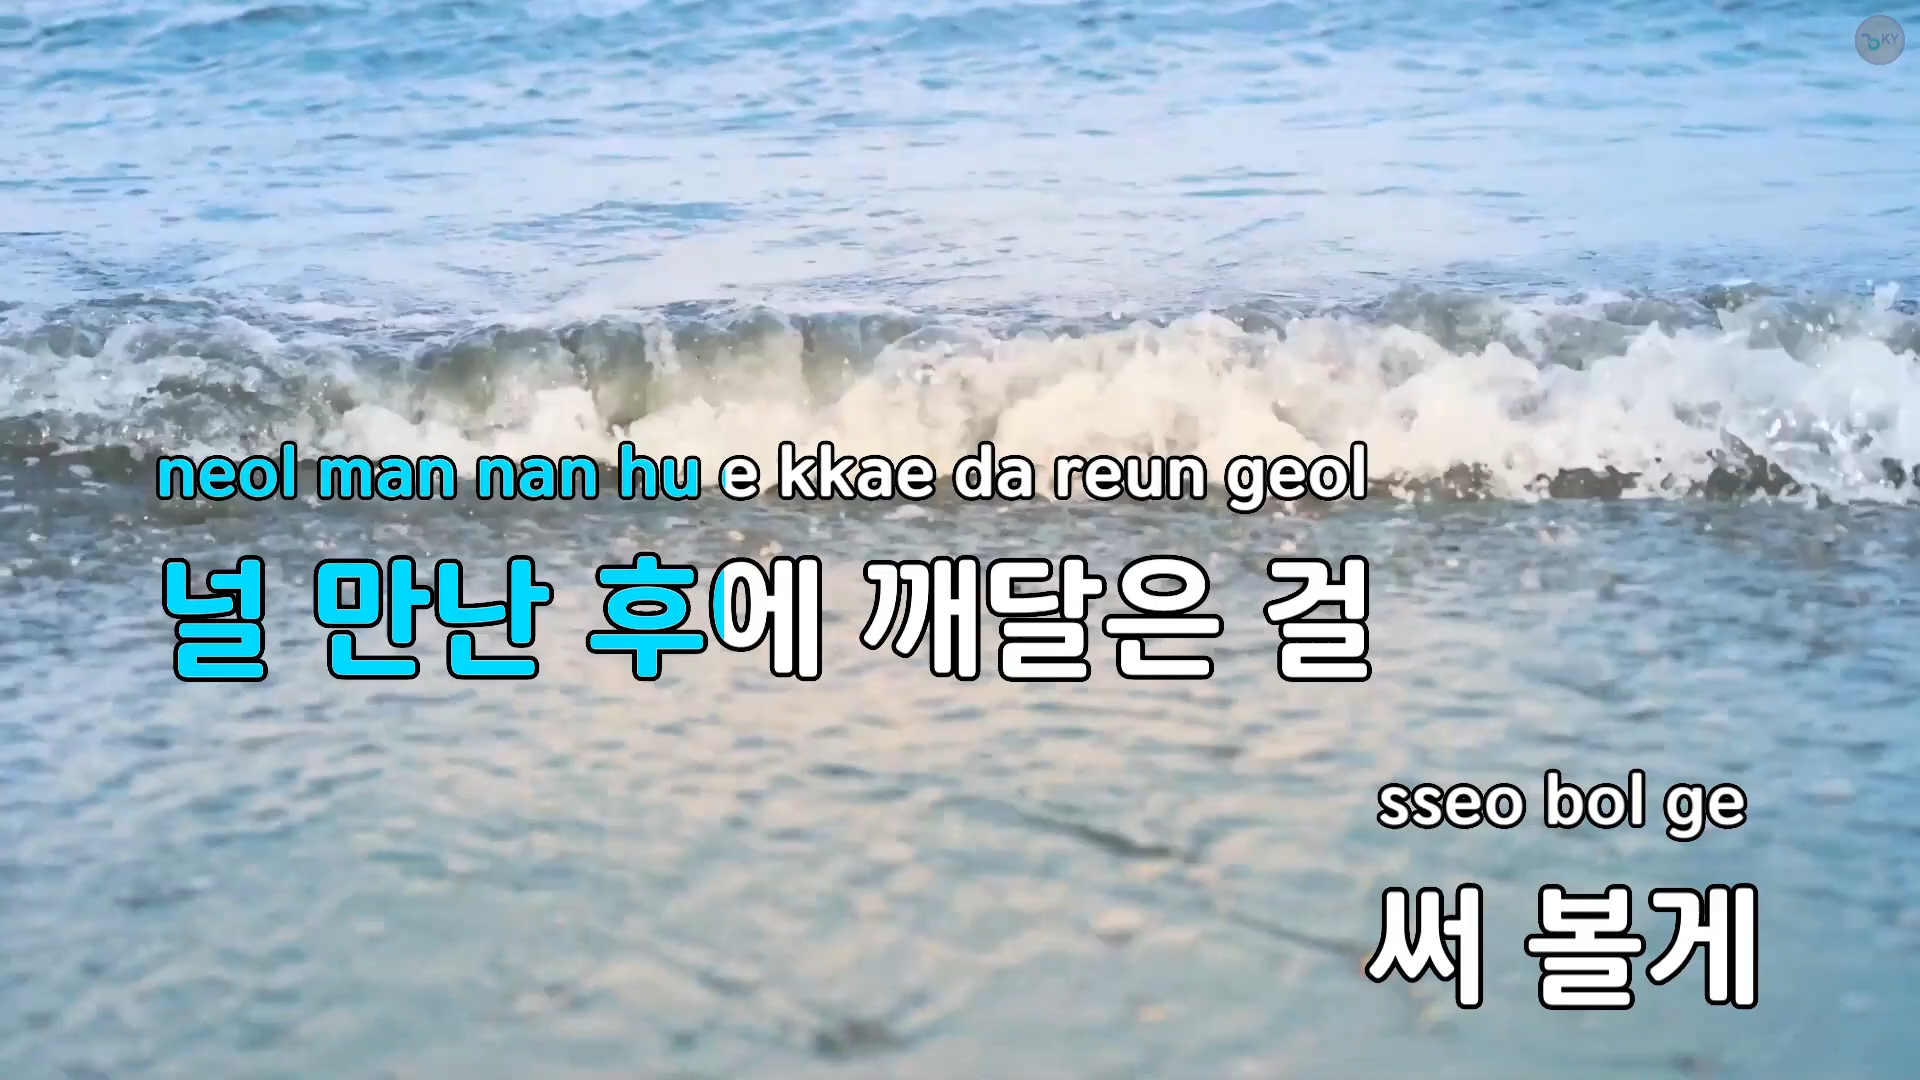 KY
neol man nan hu e kkae da reun geol
널 만난 후에 깨달은 걸
sseo bol ge
써 볼게